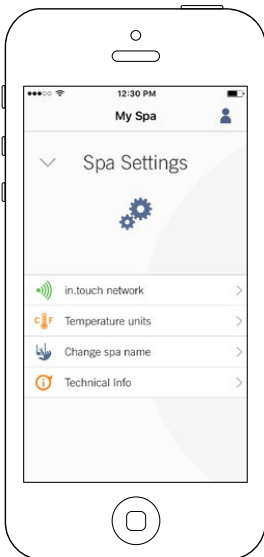 12:30 PM
My Spa
Spa Settings
in.touch network
C F Temperature units
Change spa name
i Technical Info